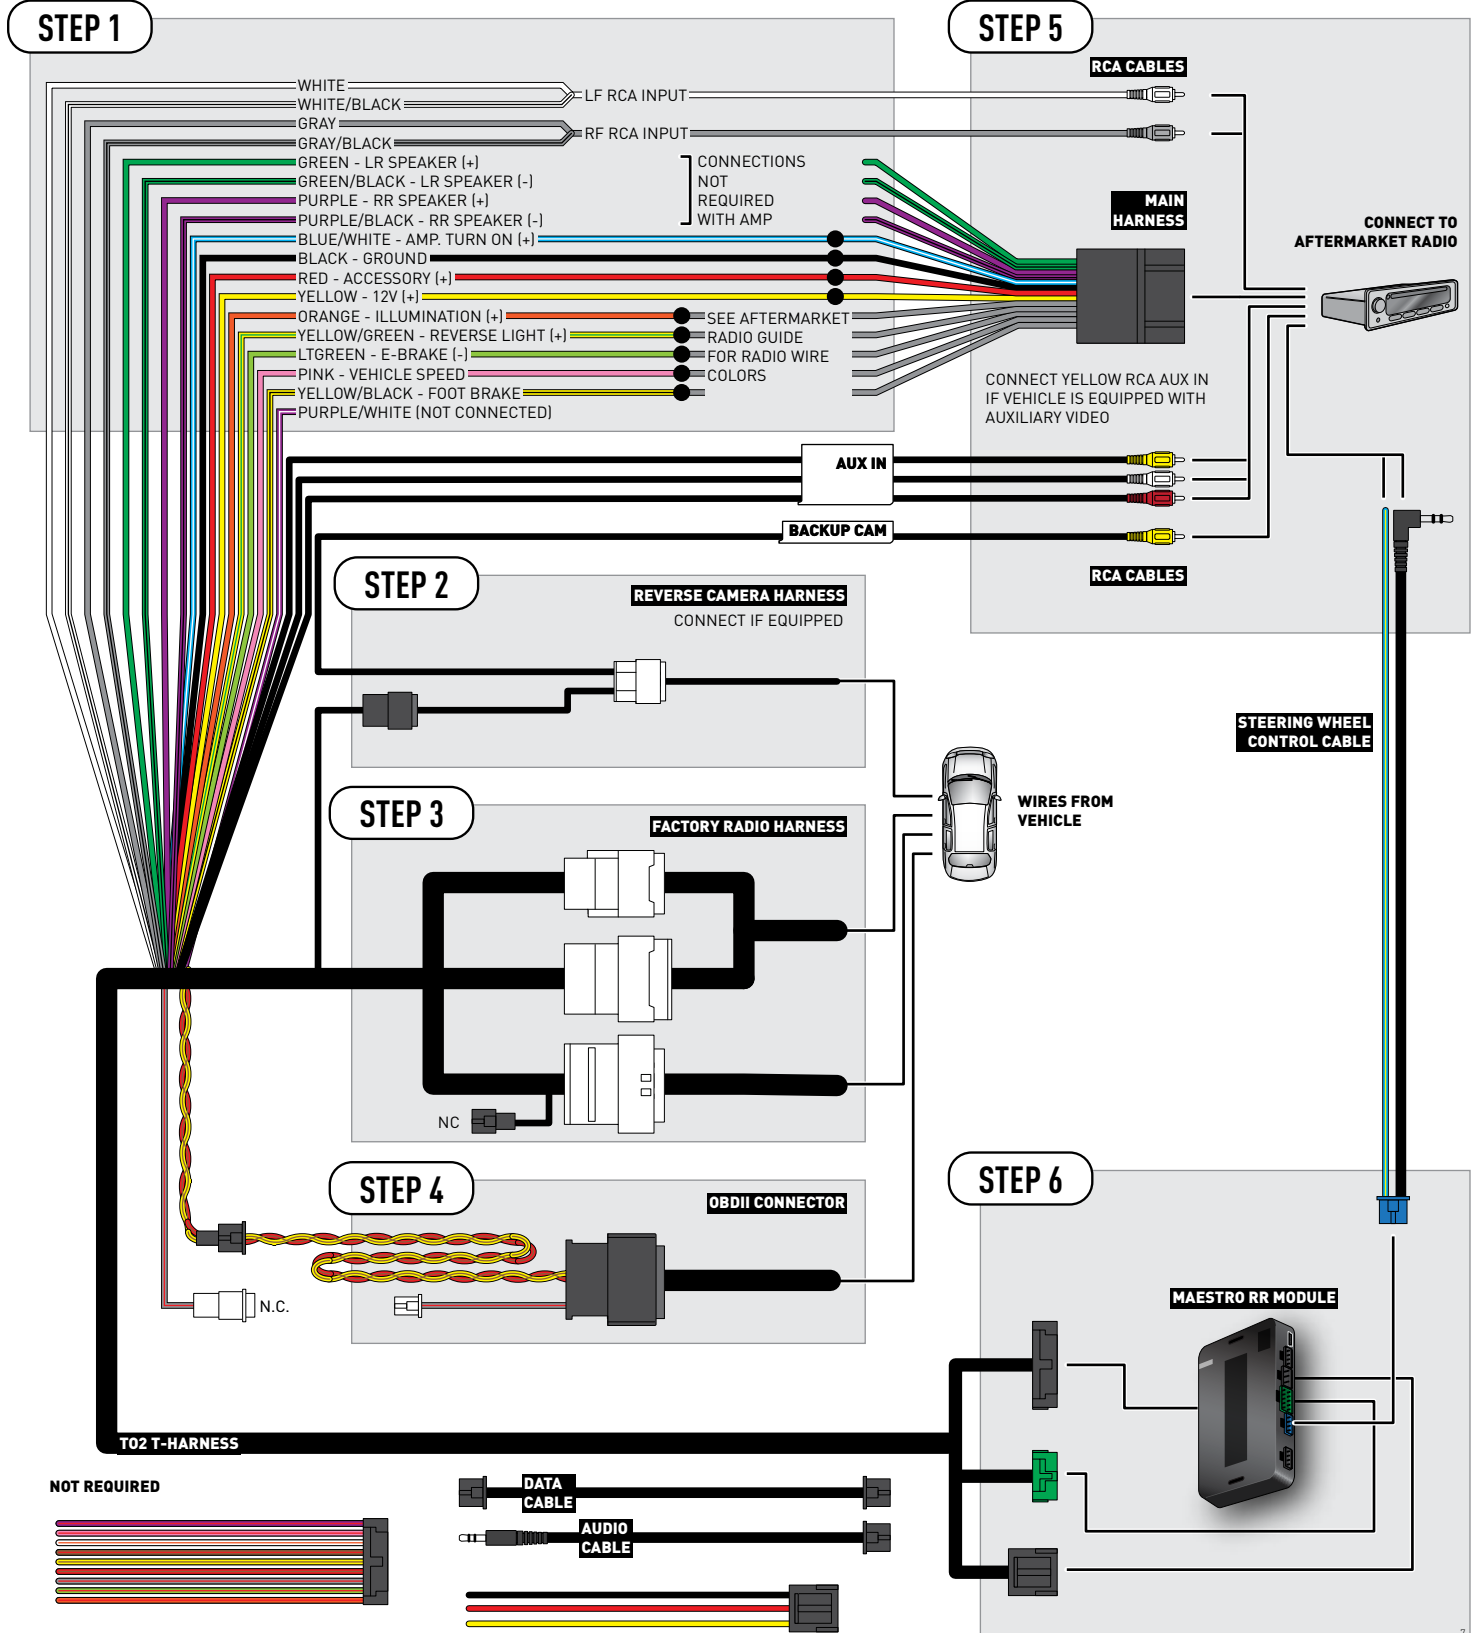 STEP 1
WHITE
WHITE/BLACK
LF RCA INPUT
GRAY
GRAY/BLACK
RF RCA INPUT
GREEN - LR SPEAKER (+)
GREEN/BLACK - LR SPEAKER (-)
PURPLE - RR SPEAKER (+)
PURPLE/BLACK - RR SPEAKER (-)
CONNECTIONS
NOT
REQUIRED
WITH AMP
BLUE/WHITE - AMP. TURN ON (+)
BLACK - GROUND
RED - ACCESSORY (+)
YELLOW - 12V (+)
ORANGE - ILLUMINATION (+)
YELLOW/GREEN - REVERSE LIGHT (+)
LTGREEN - E-BRAKE (-)
PINK - VEHICLE SPEED
YELLOW/BLACK - FOOT BRAKE
PURPLE/WHITE (NOT CONNECTED)
SEE AFTERMARKET
RADIO GUIDE
FOR RADIO WIRE
COLORS
STEP 5
RCA CABLES
MAIN
HARNESS
CONNECT TO
AFTERMARKET RADIO
CONNECT YELLOW RCA AUX IN
IF VEHICLE IS EQUIPPED WITH
AUXILIARY VIDEO
AUX IN
BACKUP CAM
RCA CABLES
STEP 2
REVERSE CAMERA HARNESS
CONNECT IF EQUIPPED
STEERING WHEEL
CONTROL CABLE
WIRES FROM
VEHICLE
STEP 3
FACTORY RADIO HARNESS
NC
STEP 4
OBDII CONNECTOR
N.C.
STEP 6
MAESTRO RR MODULE
TO2 T-HARNESS
NOT REQUIRED
DATA
CABLE
AUDIO
CABLE
7